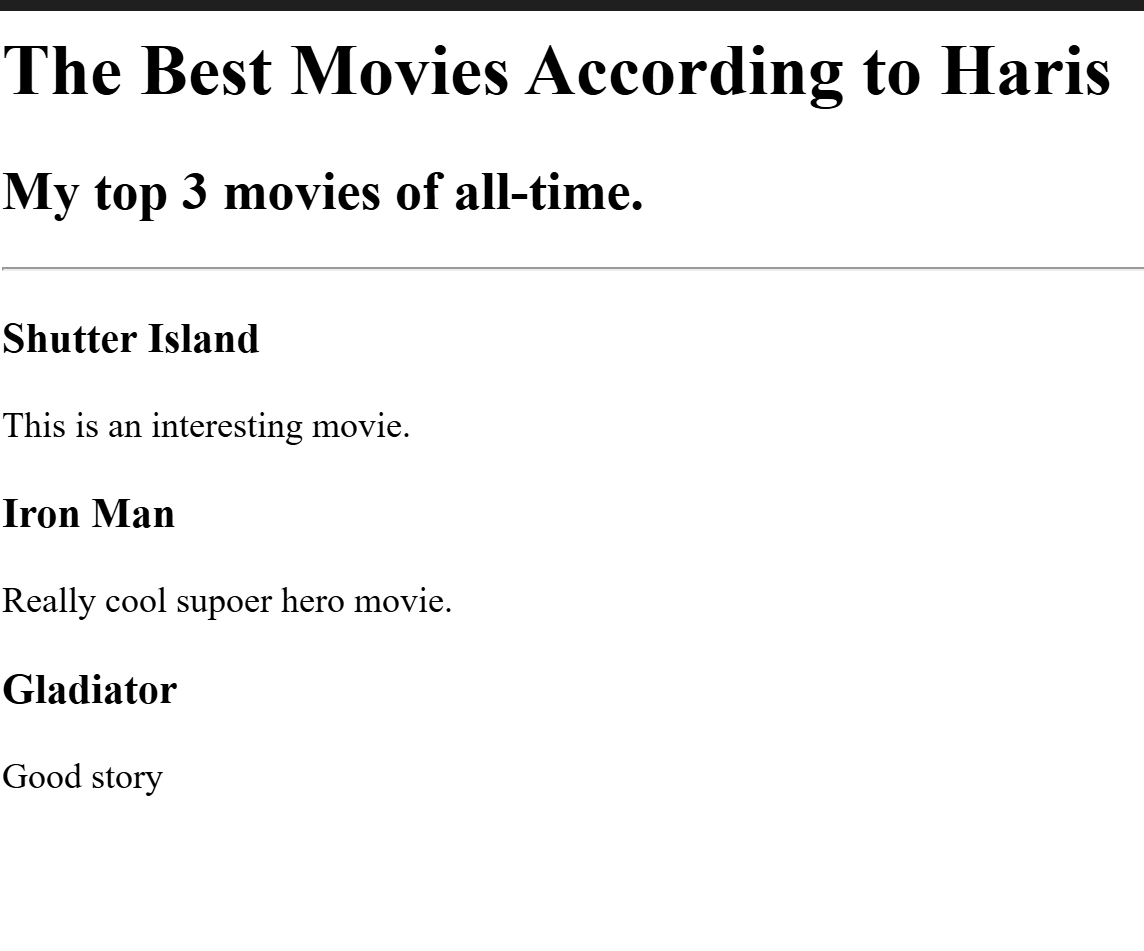 The Best Movies According to Haris
My top 3 movies of all-time.
Shutter Island
This is an interesting movie.
Iron Man
Really cool supoer hero movie.
Gladiator
Good story